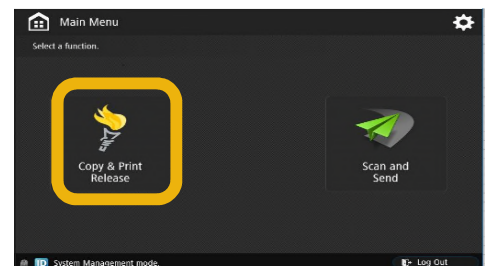 Main Menu
Select a function.
Copy & Print
Release
Scan and
Send
ID System Management mode.
Log Out